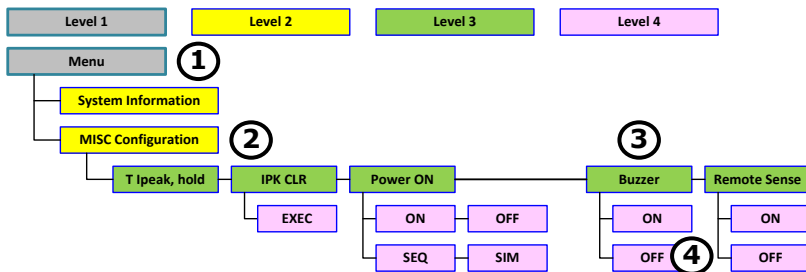 Level 1 Level 2 Level 3 Level 4
Menu 1
System Information
MISC Configuration 2 3
T Ipeak, hold IPK CLR Power ON Buzzer Remote Sense
EXEC ON OFF ON ON
SEQ SIM OFF 4 OFF